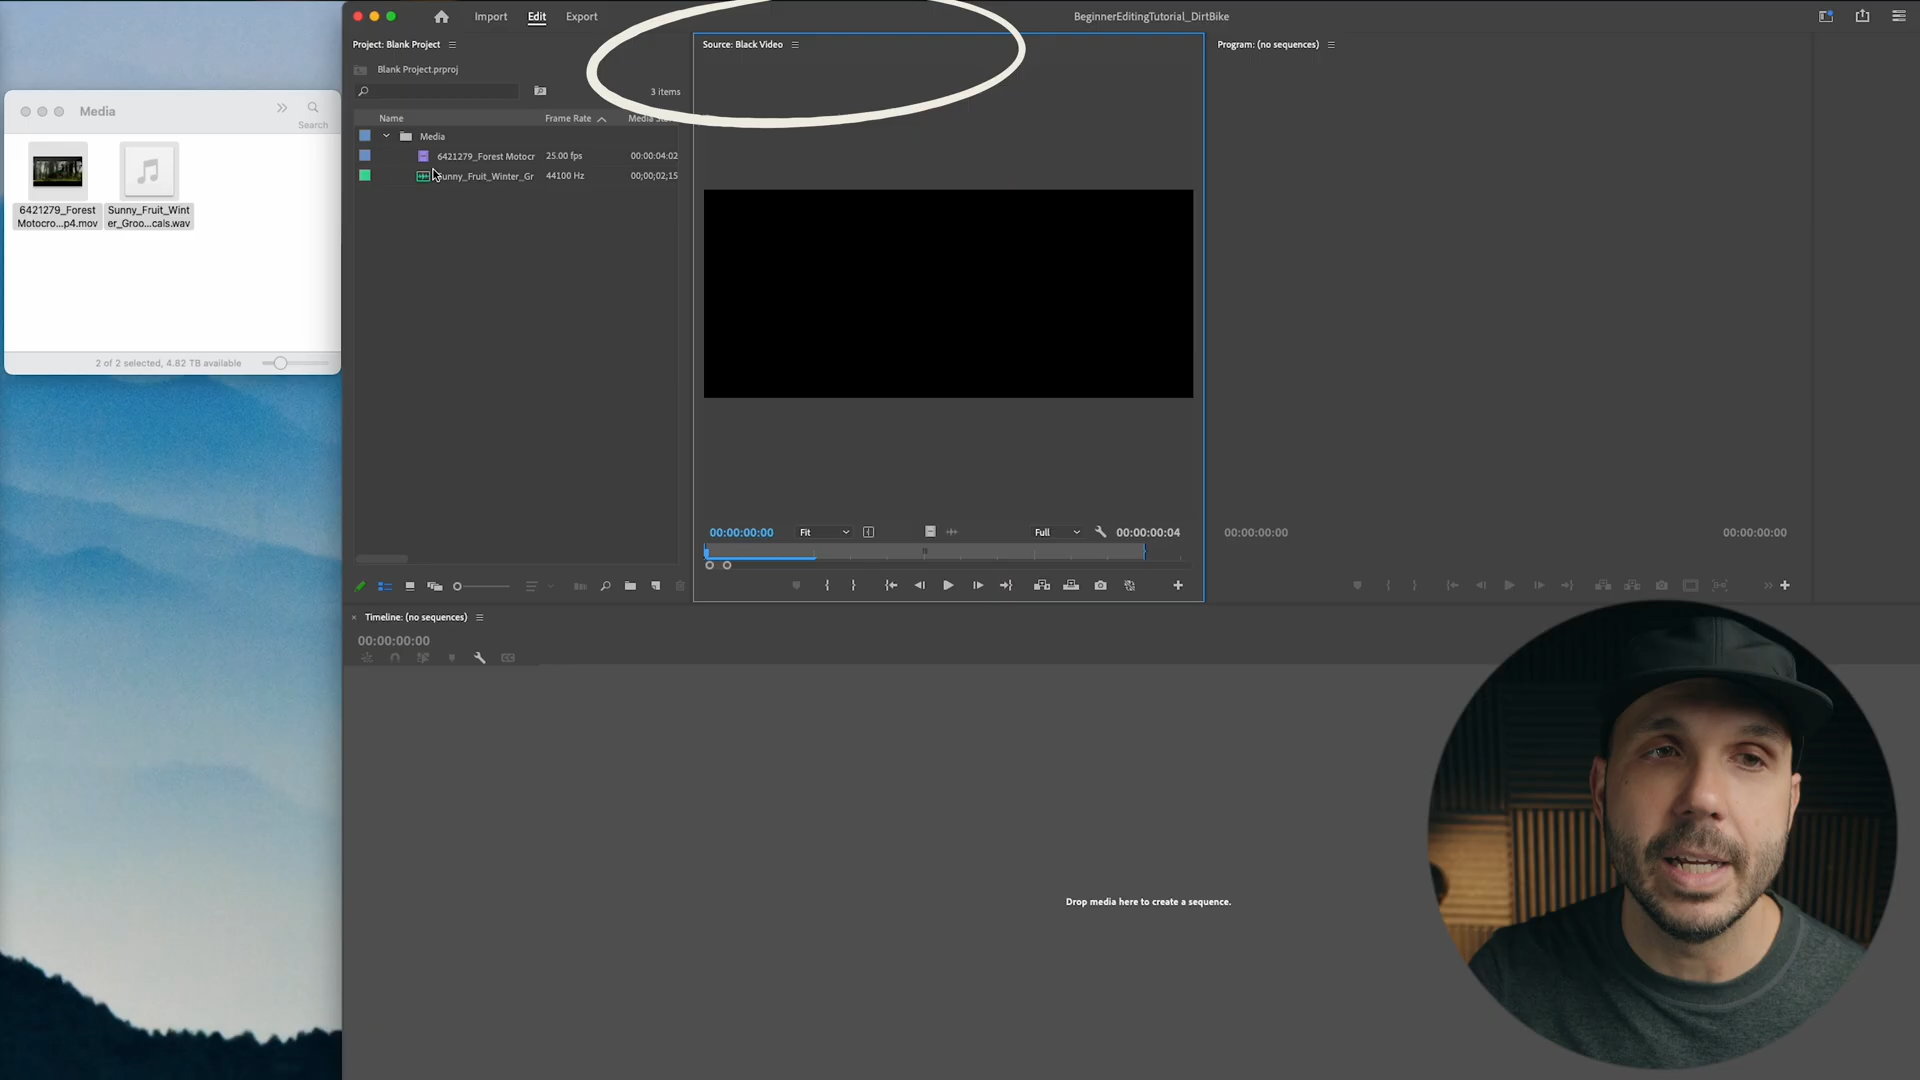 Import Edit Export
BeginnerEditingTutorial_DirtBike
Project: Blank Project
Source: Black Video
Program: (no sequences)
Blank Project.prproj
3 items
Media
Search
Name Frame Rate
Media
6421279_Forest Motocr 25.00 fps 00:00:04:02
unny_Fruit_Winter_Gr 44100 Hz 00;00;02;15
6421279_Forest
Motocro...p4.mov
Sunny_Fruit_Wint
er_Groo...cals.wav
2 of 2 selected, 4.82 TB available
00:00:00:00 Fit Full 00:00:00:04
00:00:00:00 00:00:00:00
Timeline: (no sequences)
00:00:00:00
Drop media here to create a sequence.